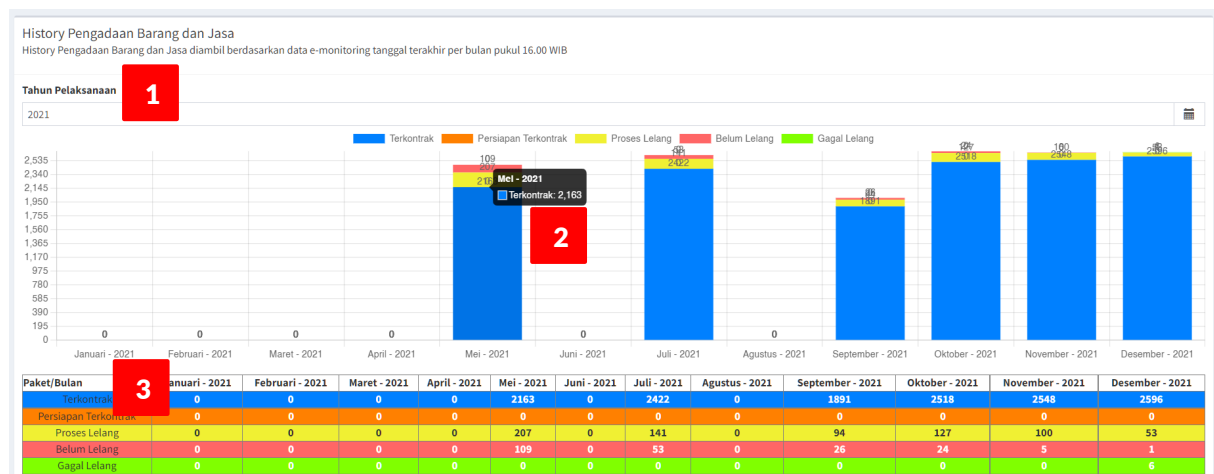 History Pengadaan Barang dan Jasa
History Pengadaan Barang dan Jasa diambil berdasarkan data e-monitoring tanggal terakhir per bulan pukul 16.00 WIB
Tahun Pelaksanaan
1
2021
Terkontrak Persiapan Terkontrak Proses Lelang Belum Lelang Gagal Lelang
2,535
2,340
2,145
1,950
1,755
1,560
1,365
1,170
975
780
585
390
195
0
109
207
Mei - 2021
Terkontrak: 2,163
2
2422
1891
2518
2548
2596
0 0 0 0 0 0
Januari - 2021 Februari - 2021 Maret - 2021 April - 2021 Mei - 2021 Juni - 2021 Juli - 2021 Agustus - 2021 September - 2021 Oktober - 2021 November - 2021 Desember - 2021
3
Paket/Bulan anuari - 2021 Februari - 2021 Maret - 2021 April - 2021 Mei - 2021 Juni - 2021 Juli - 2021 Agustus - 2021 September - 2021 Oktober - 2021 November - 2021 Desember - 2021
Terkontrak 0 0 0 0 2163 0 2422 0 1891 2518 2548 2596
Persiapan Terkontrak 0 0 0 0 0 0 0 0 0 0 0 0
Proses Lelang 0 0 0 0 207 0 141 0 94 127 100 53
Belum Lelang 0 0 0 0 109 0 53 0 26 24 5 1
Gagal Lelang 0 0 0 0 0 0 0 0 0 0 0 6